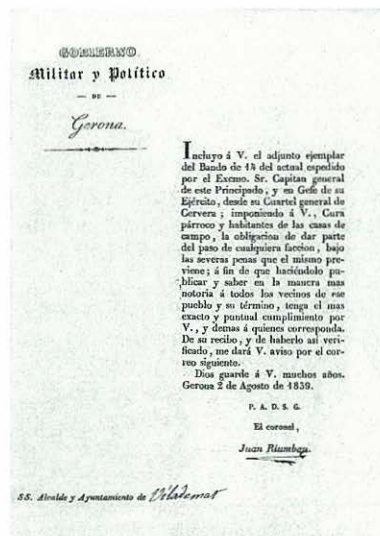 GOBIERNO
Militar y Político
— DE —
Gerona.
Incluyo á V. el adjunto ejemplar
del Bando de 14 del actual espedido
por el Excmo. Sr. Capitan general
de este Principado, y en Gefe de su
Ejército, desde su Cuartel general de
Cervera; imponiendo á V., Cura
párroco y habitantes de las casas de
campo, la obligacion de dar parte
del paso de cualquiera faccion, bajo
las severas penas que el mismo pre-
viene; á fin de que haciéndolo pu-
blicar y saber en la manera mas
notoria á todos los vecinos de ese
pueblo y su término, tenga el mas
exacto y puntual cumplimiento por
V., y demas á quienes corresponda.
De su recibo, y de haberlo asi veri-
ficado, me dará V. aviso por el cor-
reo siguiente.
Dios guarde á V. muchos años.
Gerona 2 de Agosto de 1839.
P. A. D. S. G.
El coronel,
Juan Riumbau.
SS. Alcalde y Ayuntamiento de Vilademat